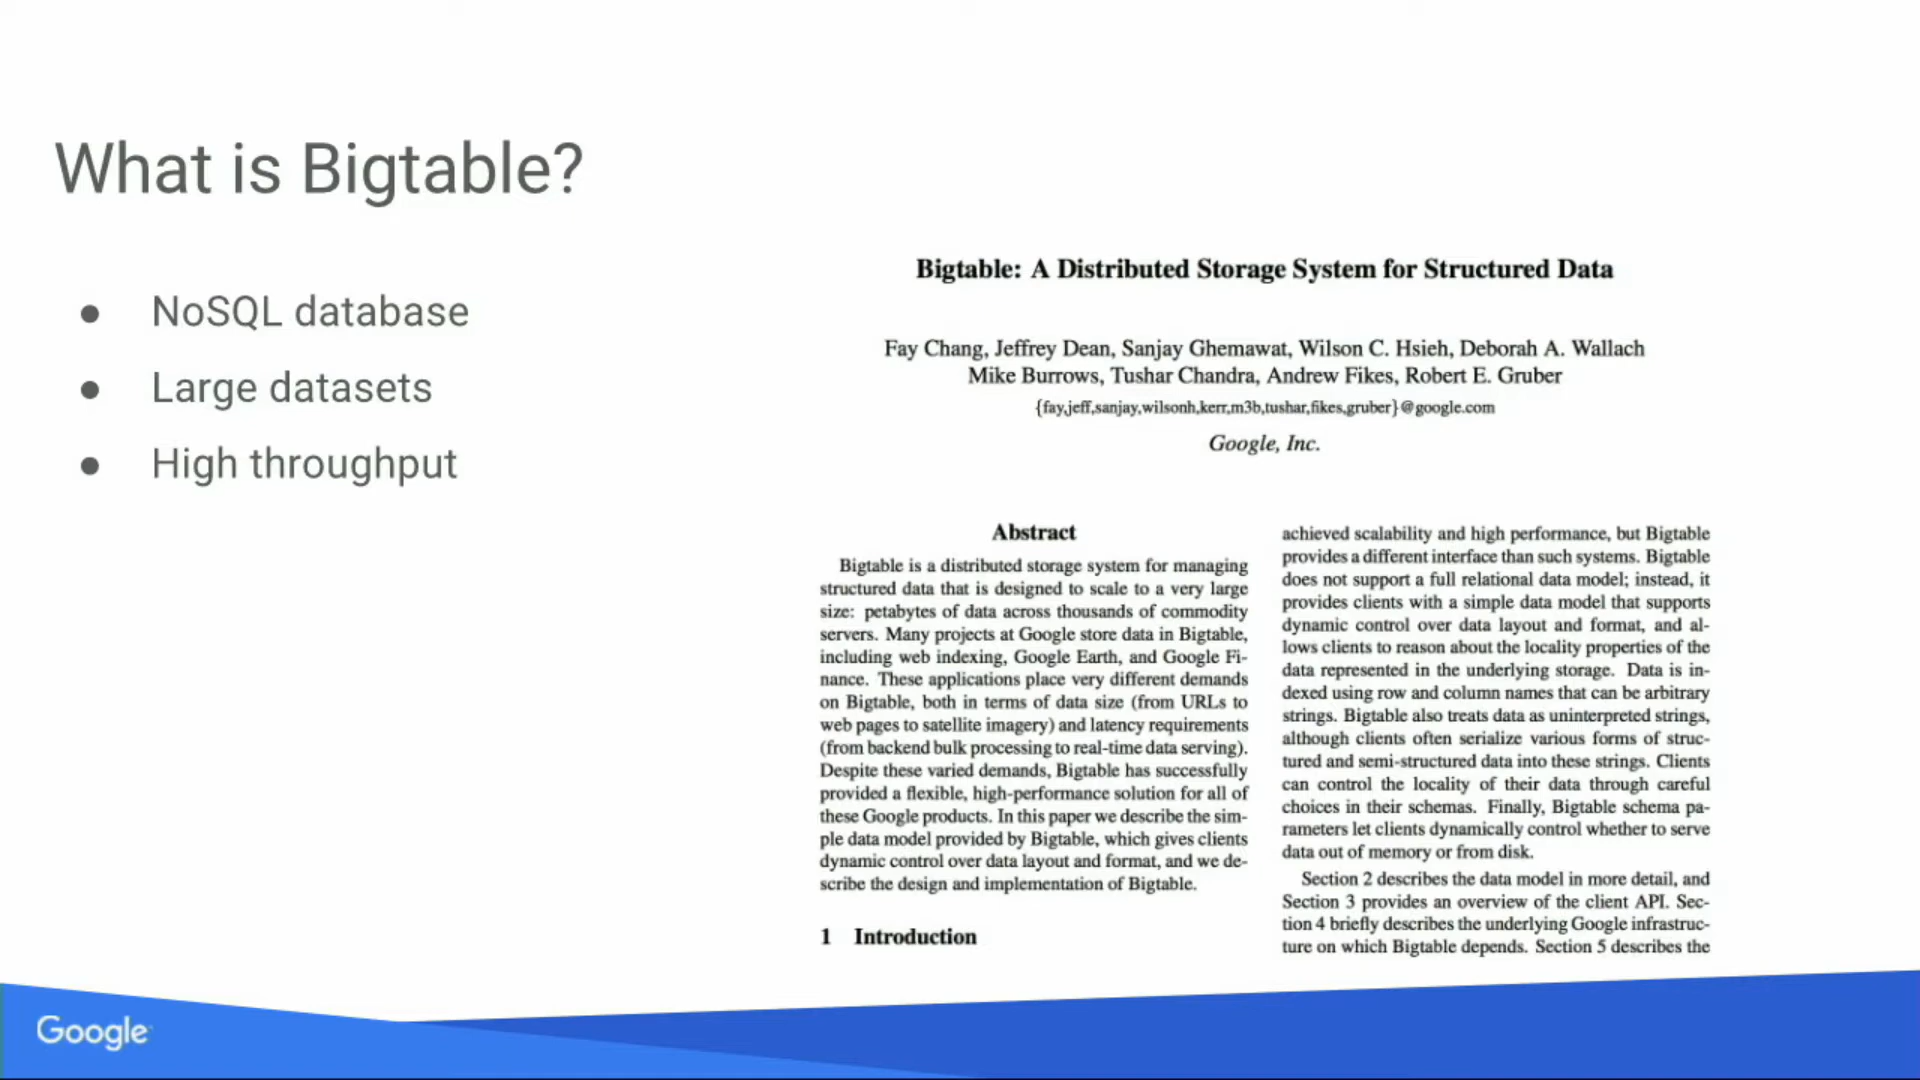 What is Bigtable?
● NoSQL database
● Large datasets
● High throughput
Bigtable: A Distributed Storage System for Structured Data
Fay Chang, Jeffrey Dean, Sanjay Ghemawat, Wilson C. Hsieh, Deborah A. Wallach
Mike Burrows, Tushar Chandra, Andrew Fikes, Robert E. Gruber
{fay,jeff,sanjay,wilsonh,kerr,m3b,tushar,fikes,gruber}@google.com
Google, Inc.
Abstract
Bigtable is a distributed storage system for managing
structured data that is designed to scale to a very large
size: petabytes of data across thousands of commodity
servers. Many projects at Google store data in Bigtable,
including web indexing, Google Earth, and Google Fi-
nance. These applications place very different demands
on Bigtable, both in terms of data size (from URLs to
web pages to satellite imagery) and latency requirements
(from backend bulk processing to real-time data serving).
Despite these varied demands, Bigtable has successfully
provided a flexible, high-performance solution for all of
these Google products. In this paper we describe the sim-
ple data model provided by Bigtable, which gives clients
dynamic control over data layout and format, and we de-
scribe the design and implementation of Bigtable.
1 Introduction
achieved scalability and high performance, but Bigtable
provides a different interface than such systems. Bigtable
does not support a full relational data model; instead, it
provides clients with a simple data model that supports
dynamic control over data layout and format, and al-
lows clients to reason about the locality properties of the
data represented in the underlying storage. Data is in-
dexed using row and column names that can be arbitrary
strings. Bigtable also treats data as uninterpreted strings,
although clients often serialize various forms of struc-
tured and semi-structured data into these strings. Clients
can control the locality of their data through careful
choices in their schemas. Finally, Bigtable schema pa-
rameters let clients dynamically control whether to serve
data out of memory or from disk.
Section 2 describes the data model in more detail, and
Section 3 provides an overview of the client API. Sec-
tion 4 briefly describes the underlying Google infrastruc-
ture on which Bigtable depends. Section 5 describes the
Google